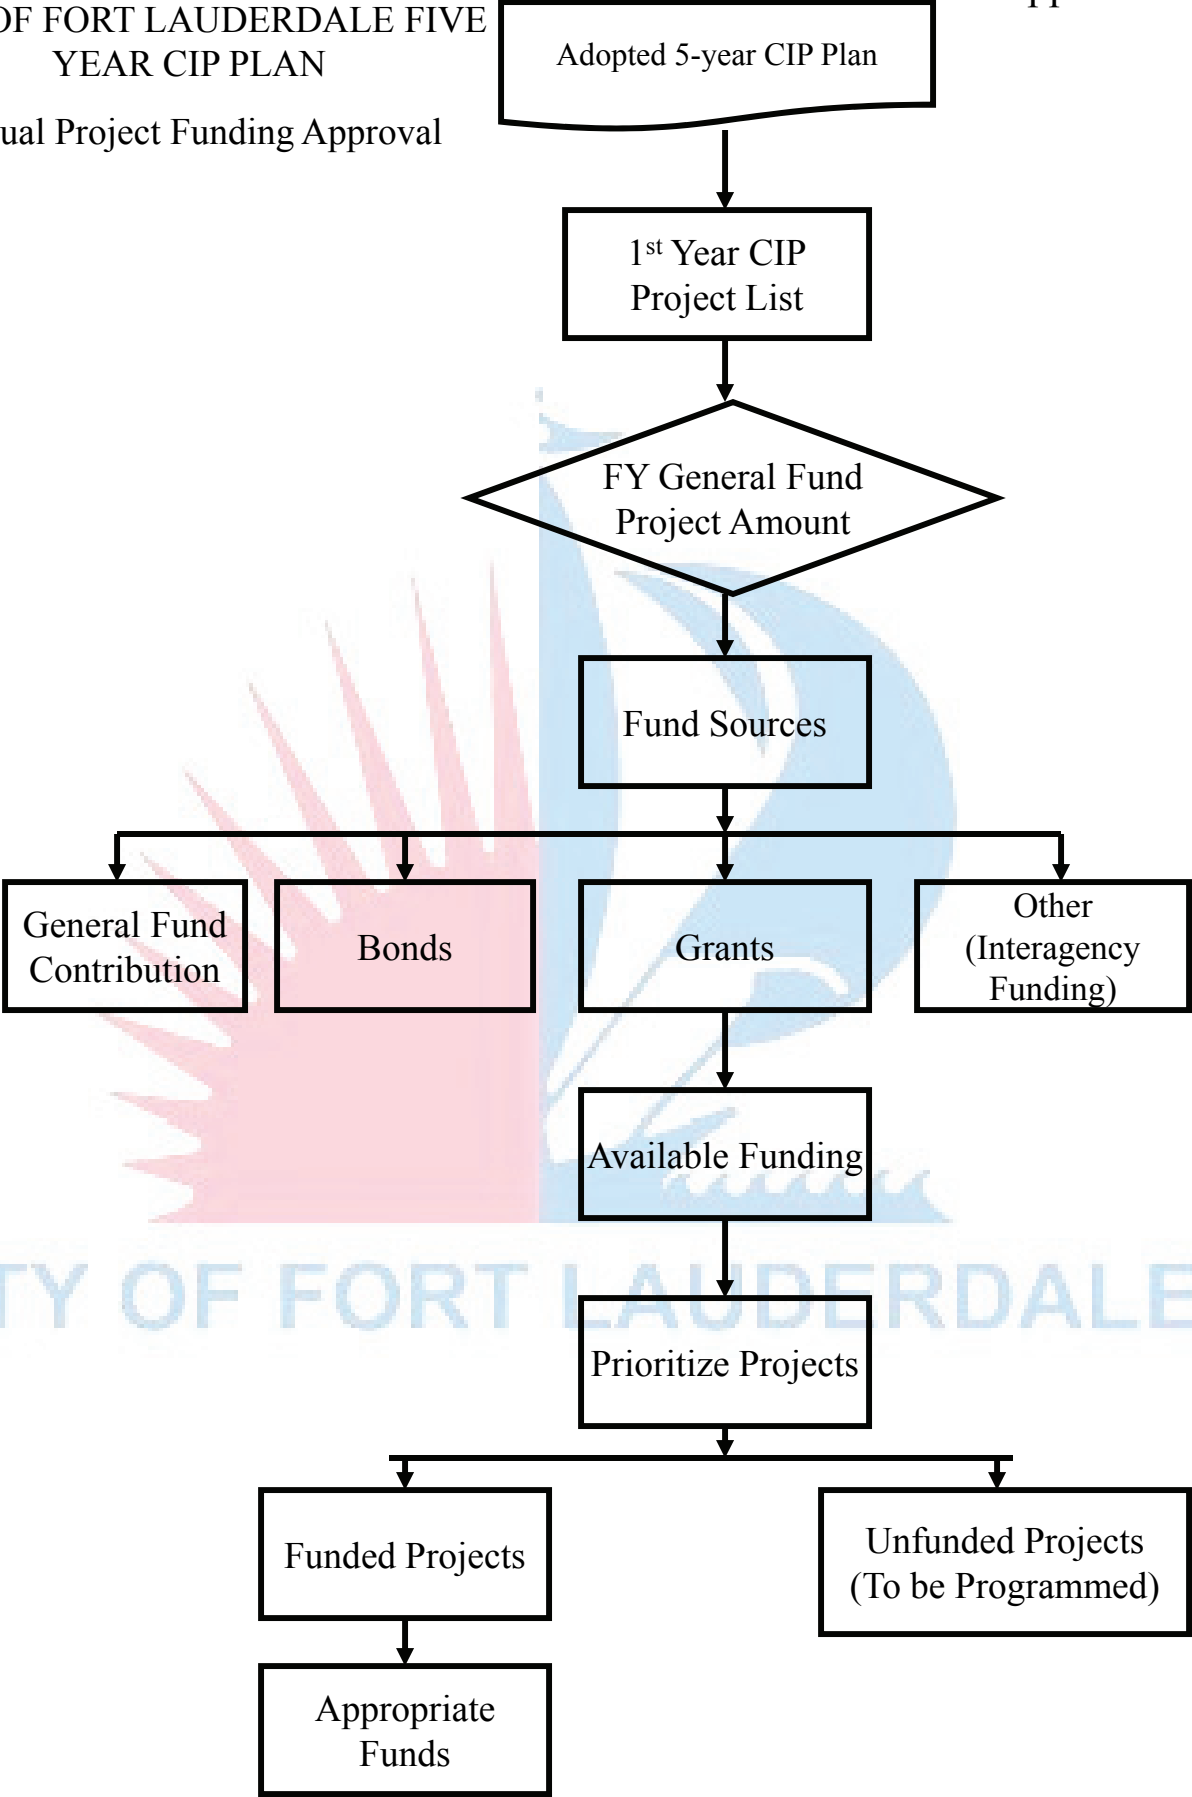 OF FORT LAUDERDALE FIVE
YEAR CIP PLAN
ual Project Funding Approval
Adopted 5-year CIP Plan
1st Year CIP
Project List
FY General Fund
Project Amount
Fund Sources
General Fund
Contribution
Bonds
Grants
Other
(Interagency
Funding)
Available Funding
TY OF FORT LAUDERDALE
Prioritize Projects
Funded Projects
Unfunded Projects
(To be Programmed)
Appropriate
Funds